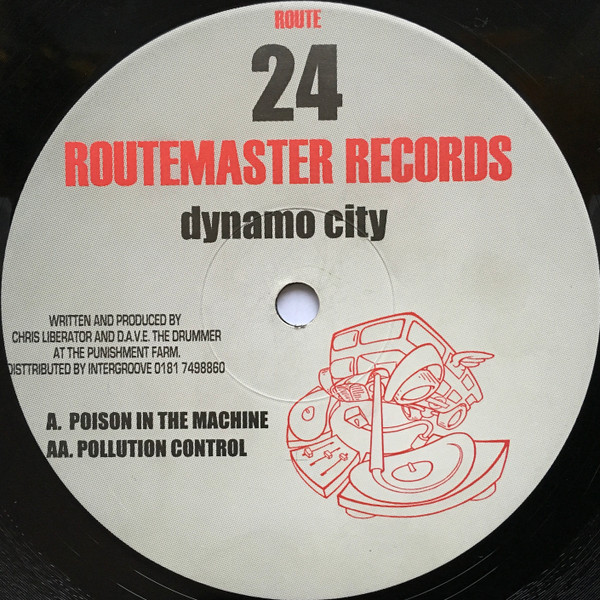 ROUTE
24
ROUTEMASTER RECORDS
dynamo city
WRITTEN AND PRODUCED BY
CHRIS LIBERATOR AND D.A.V.E. THE DRUMMER
AT THE PUNISHMENT FARM.
DISTTRIBUTED BY INTERGROOVE 0181 7498860
A. POISON IN THE MACHINE
AA. POLLUTION CONTROL